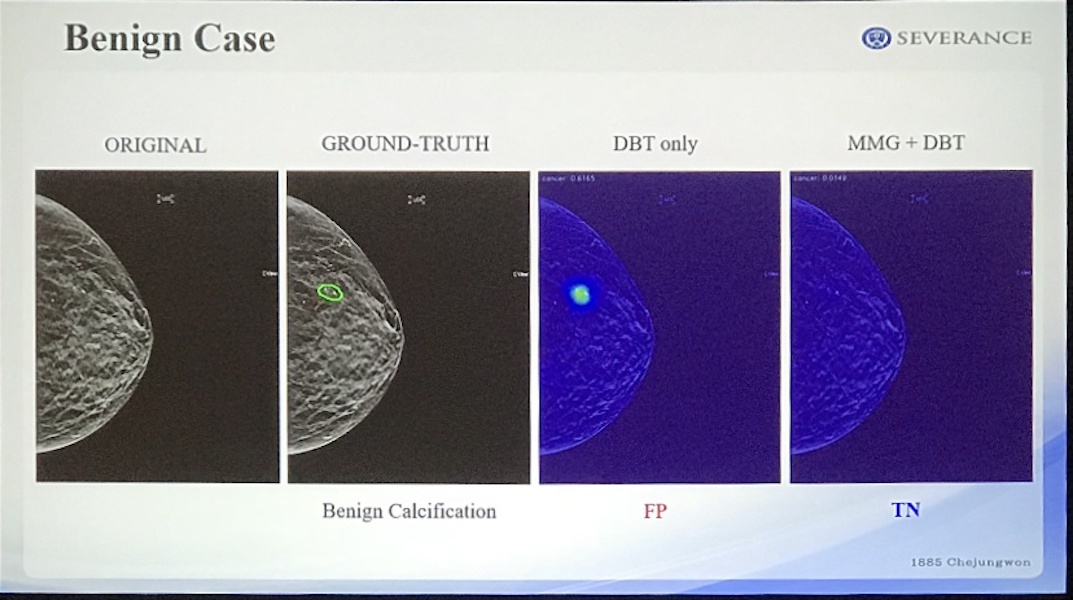 Benign Case
SEVERANCE
ORIGINAL
GROUND-TRUTH
DBT only
MMG + DBT
cancer: 0.6165
cancer: 0.0149
Benign Calcification
FP
TN
1885 Chejungwon